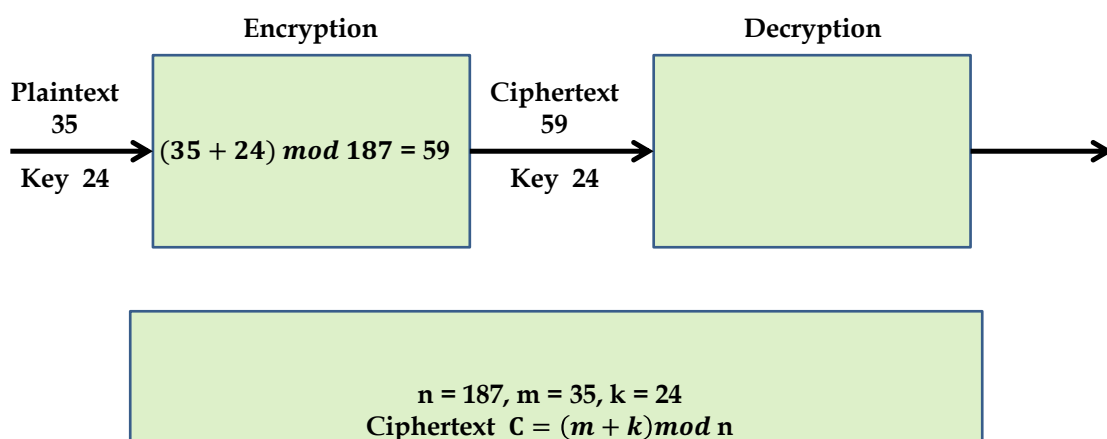 Encryption
Decryption
Plaintext
35
Key 24
(35 + 24) mod 187 = 59
Ciphertext
59
Key 24
n = 187, m = 35, k = 24
Ciphertext C = (m + k)mod n